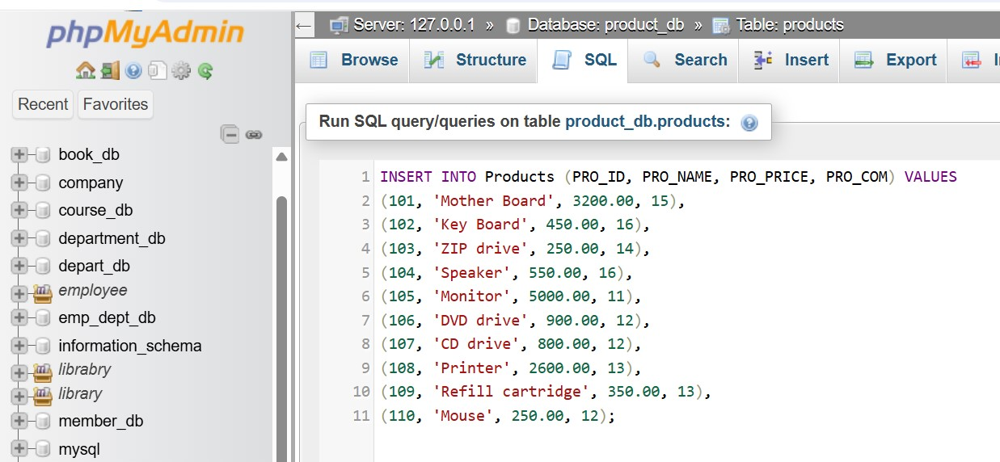 phpMyAdmin
Recent Favorites
book_db
company
course_db
department_db
depart_db
employee
emp_dept_db
information_schema
librabry
library
member_db
mysql
← Server: 127.0.0.1 » Database: product_db » Table: products
Browse Structure SQL Search Insert Export
Run SQL query/queries on table product_db.products:
1 INSERT INTO Products (PRO_ID, PRO_NAME, PRO_PRICE, PRO_COM) VALUES
2 (101, 'Mother Board', 3200.00, 15),
3 (102, 'Key Board', 450.00, 16),
4 (103, 'ZIP drive', 250.00, 14),
5 (104, 'Speaker', 550.00, 16),
6 (105, 'Monitor', 5000.00, 11),
7 (106, 'DVD drive', 900.00, 12),
8 (107, 'CD drive', 800.00, 12),
9 (108, 'Printer', 2600.00, 13),
10 (109, 'Refill cartridge', 350.00, 13),
11 (110, 'Mouse', 250.00, 12);